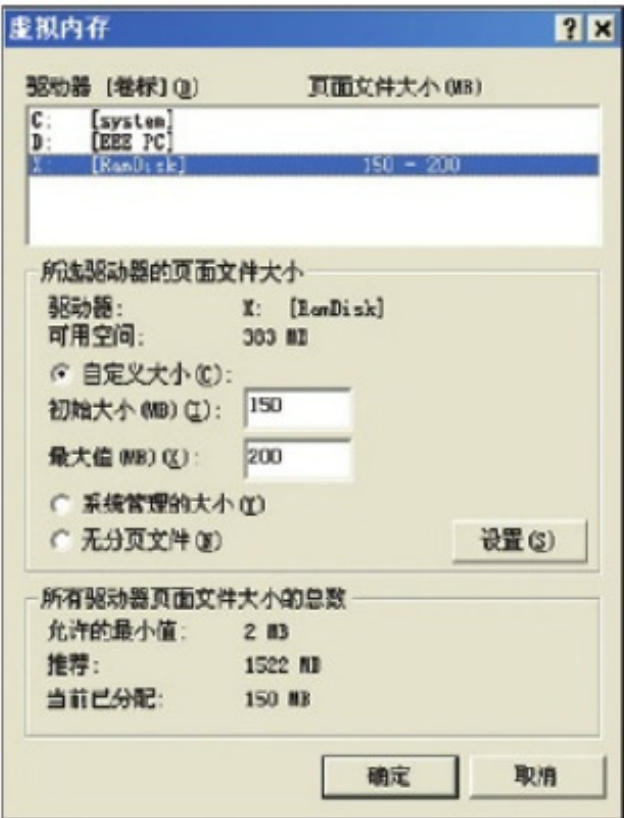 虚拟内存
驱动器 [卷标](D) 页面文件大小(MB)
C: [system]
D: [EEE PC]
X: [RamDisk] 150 - 200
所选驱动器的页面文件大小
驱动器: X: [RamDisk]
可用空间: 383 MB
自定义大小(C):
初始大小(MB)(I): 150
最大值(MB)(X): 200
系统管理的大小(Y)
无分页文件(N)
设置(S)
所有驱动器页面文件大小的总数
允许的最小值: 2 MB
推荐: 1522 MB
当前已分配: 150 MB
确定 取消